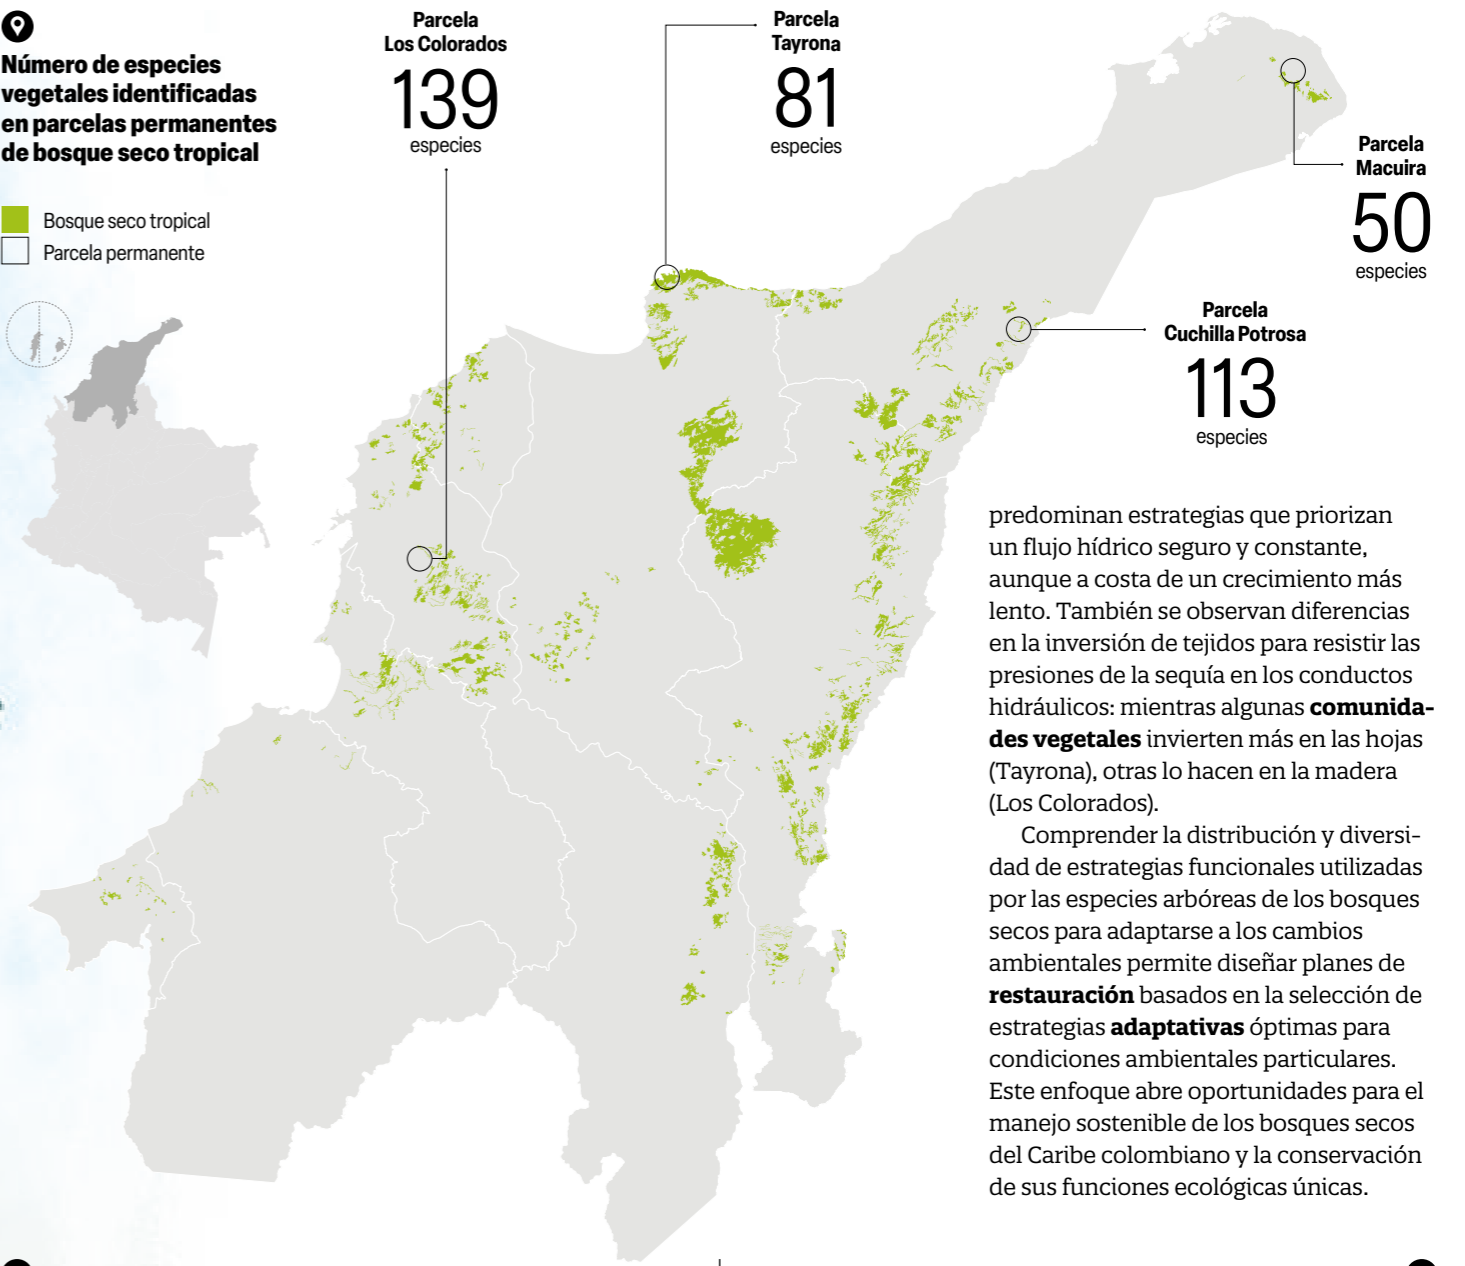 Número de especies
vegetales identificadas
en parcelas permanentes
de bosque seco tropical
Bosque seco tropical
Parcela permanente
Parcela
Los Colorados
139
especies
Parcela
Tayrona
81
especies
Parcela
Macuira
50
especies
Parcela
Cuchilla Potrosa
113
especies
predominan estrategias que priorizan
un flujo hídrico seguro y constante,
aunque a costa de un crecimiento más
lento. También se observan diferencias
en la inversión de tejidos para resistir las
presiones de la sequía en los conductos
hidráulicos: mientras algunas comunida-
des vegetales invierten más en las hojas
(Tayrona), otras lo hacen en la madera
(Los Colorados).
Comprender la distribución y diversi-
dad de estrategias funcionales utilizadas
por las especies arbóreas de los bosques
secos para adaptarse a los cambios
ambientales permite diseñar planes de
restauración basados en la selección de
estrategias adaptativas óptimas para
condiciones ambientales particulares.
Este enfoque abre oportunidades para el
manejo sostenible de los bosques secos
del Caribe colombiano y la conservación
de sus funciones ecológicas únicas.